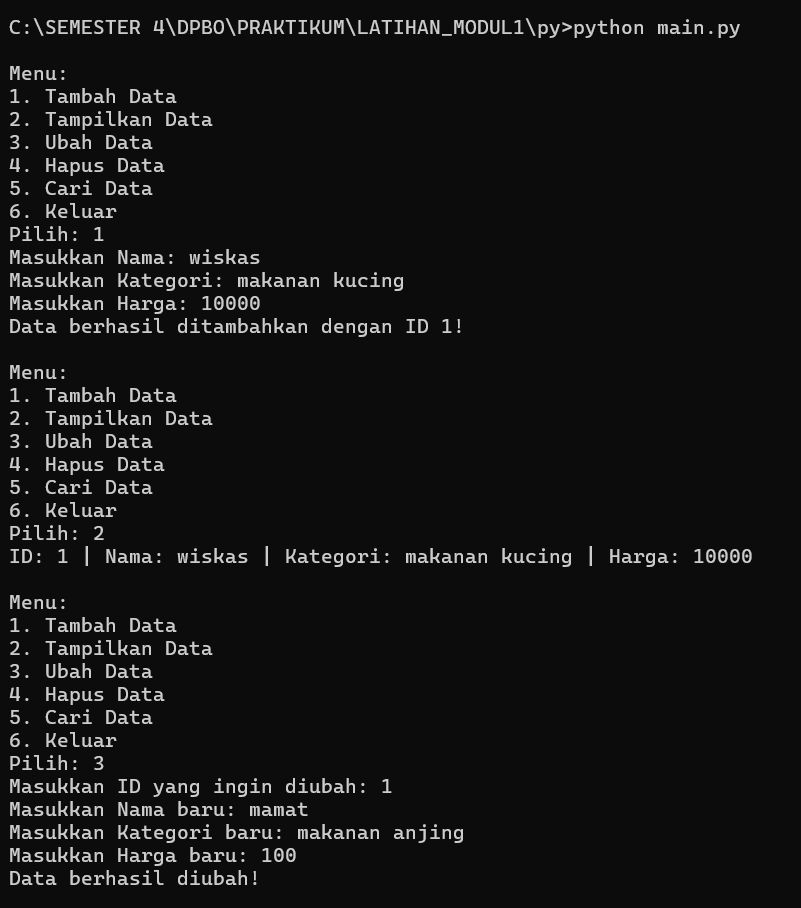 C:\SEMESTER 4\DPBO\PRAKTIKUM\LATIHAN_MODUL1\py>python main.py
Menu:
1. Tambah Data
2. Tampilkan Data
3. Ubah Data
4. Hapus Data
5. Cari Data
6. Keluar
Pilih: 1
Masukkan Nama: wiskas
Masukkan Kategori: makanan kucing
Masukkan Harga: 10000
Data berhasil ditambahkan dengan ID 1!
Menu:
1. Tambah Data
2. Tampilkan Data
3. Ubah Data
4. Hapus Data
5. Cari Data
6. Keluar
Pilih: 2
ID: 1 | Nama: wiskas | Kategori: makanan kucing | Harga: 10000
Menu:
1. Tambah Data
2. Tampilkan Data
3. Ubah Data
4. Hapus Data
5. Cari Data
6. Keluar
Pilih: 3
Masukkan ID yang ingin diubah: 1
Masukkan Nama baru: mamat
Masukkan Kategori baru: makanan anjing
Masukkan Harga baru: 100
Data berhasil diubah!